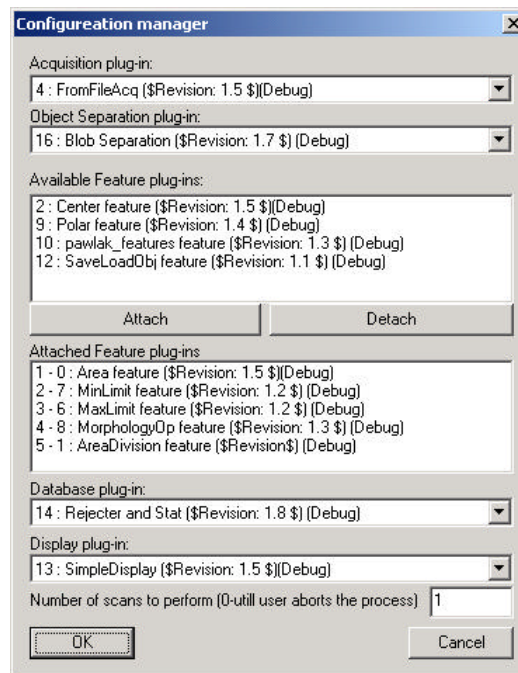 Configureation manager
Acquisition plug-in:
4 : FromFileAcq ($Revision: 1.5 $)(Debug)
Object Separation plug-in:
16 : Blob Separation ($Revision: 1.7 $) (Debug)
Available Feature plug-ins:
2 : Center feature ($Revision: 1.5 $)(Debug)
9 : Polar feature ($Revision: 1.4 $) (Debug)
10 : pawlak_features feature ($Revision: 1.3 $) (Debug)
12 : SaveLoadObj feature ($Revision: 1.1 $) (Debug)
Attach Detach
Attached Feature plug-ins
1 - 0 : Area feature ($Revision: 1.5 $)(Debug)
2 - 7 : MinLimit feature ($Revision: 1.2 $) (Debug)
3 - 6 : MaxLimit feature ($Revision: 1.2 $) (Debug)
4 - 8 : MorphologyOp feature ($Revision: 1.3 $) (Debug)
5 - 1 : AreaDivision feature ($Revision$) (Debug)
Database plug-in:
14 : Rejecter and Stat ($Revision: 1.8 $) (Debug)
Display plug-in:
13 : SimpleDisplay ($Revision: 1.5 $)(Debug)
Number of scans to perform (0-utill user aborts the process) 1
OK Cancel